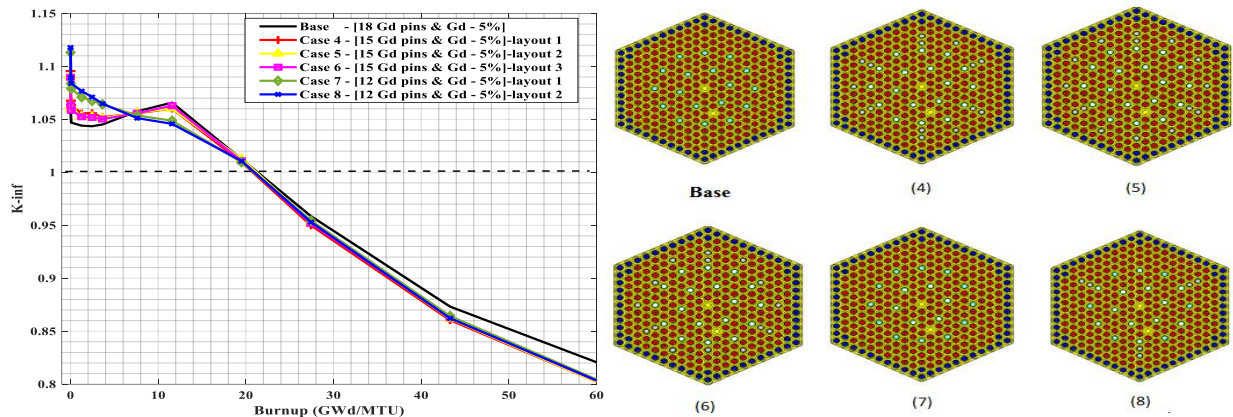 1.15
1.1
1.05
1
0.95
0.9
0.85
0.8
K-inf
0
10
20
30
40
50
60
Burnup (GWd/MTU)
Base - [18 Gd pins & Gd - 5%]
Case 4 - [15 Gd pins & Gd - 5%]-layout 1
Case 5 - [15 Gd pins & Gd - 5%]-layout 2
Case 6 - [15 Gd pins & Gd - 5%]-layout 3
Case 7 - [12 Gd pins & Gd - 5%]-layout 1
Case 8 - [12 Gd pins & Gd - 5%]-layout 2
Base
(4)
(5)
(6)
(7)
(8)